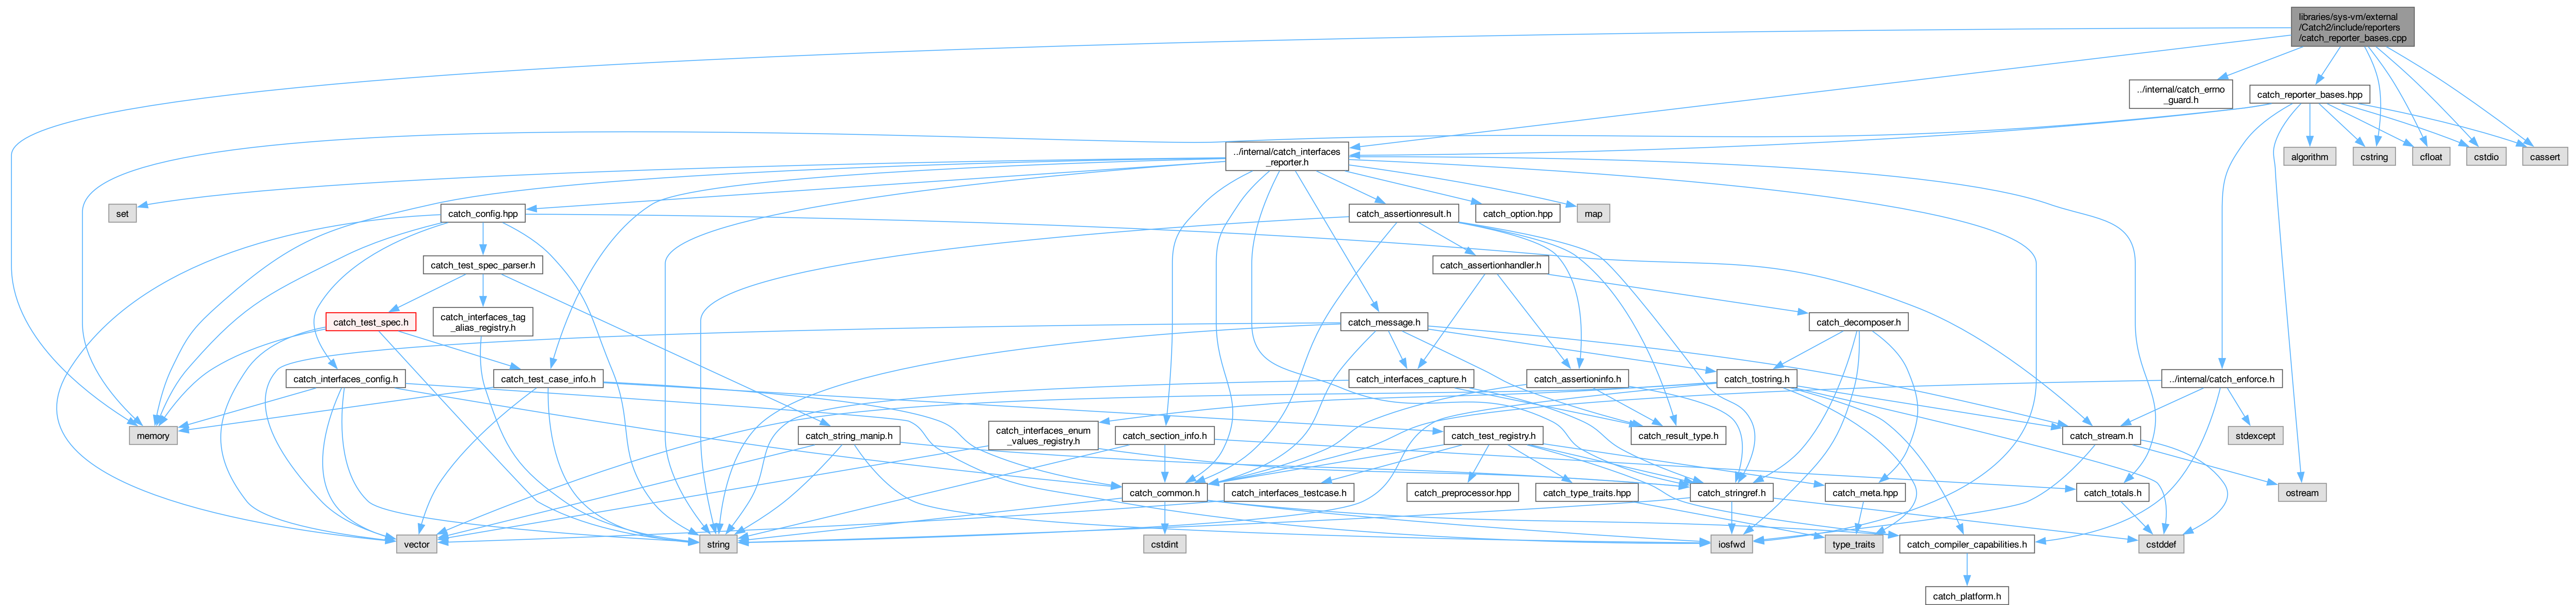 libraries/sys-vm/external
/Catch2/include/reporters
/catch_reporter_bases.cpp
../internal/catch_errno
_guard.h
catch_reporter_bases.hpp
../internal/catch_interfaces
_reporter.h
algorithm
cstring
cfloat
cstdio
cassert
set
catch_config.hpp
catch_assertionresult.h
catch_option.hpp
map
catch_test_spec_parser.h
catch_assertionhandler.h
catch_test_spec.h
catch_interfaces_tag
_alias_registry.h
catch_message.h
catch_decomposer.h
catch_interfaces_config.h
catch_test_case_info.h
catch_interfaces_capture.h
catch_assertioninfo.h
catch_tostring.h
../internal/catch_enforce.h
memory
catch_string_manip.h
catch_interfaces_enum
_values_registry.h
catch_section_info.h
catch_test_registry.h
catch_result_type.h
catch_stream.h
stdexcept
catch_common.h
catch_interfaces_testcase.h
catch_preprocessor.hpp
catch_type_traits.hpp
catch_stringref.h
catch_meta.hpp
catch_totals.h
ostream
vector
string
cstdint
iosfwd
type_traits
catch_compiler_capabilities.h
cstddef
catch_platform.h